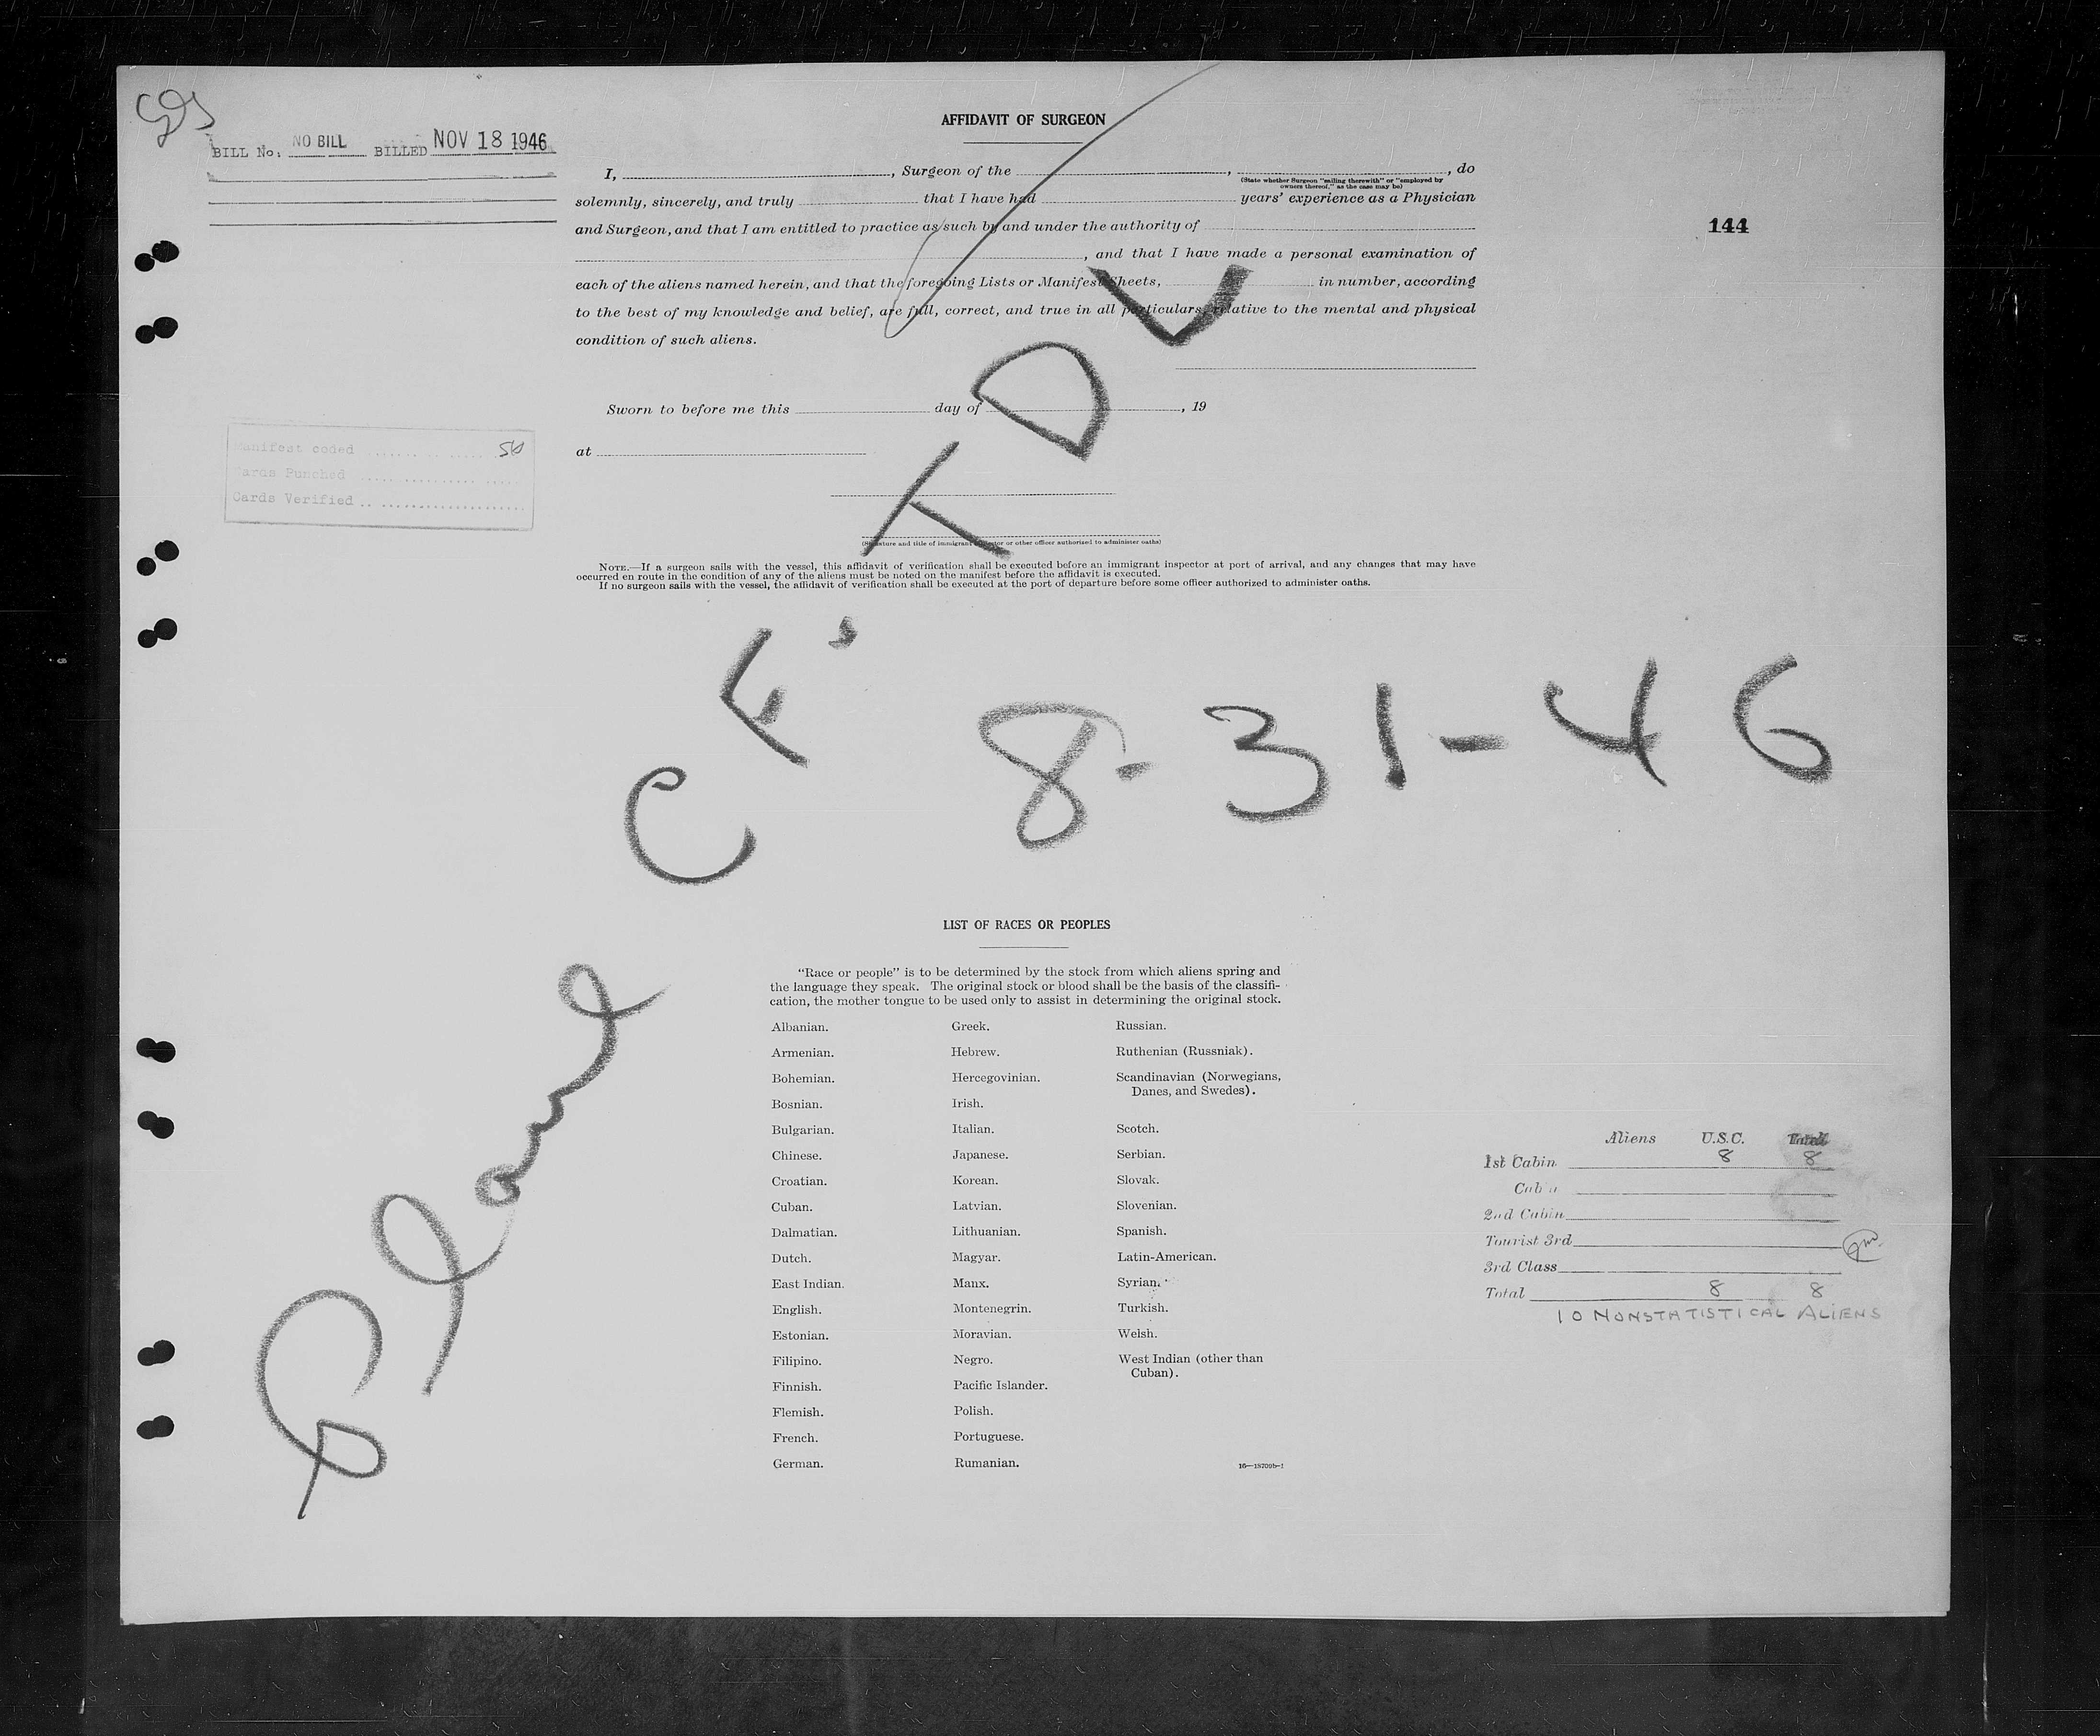 BILL No: NO BILL BILLED NOV 18 1946
AFFIDAVIT OF SURGEON
I, , Surgeon of the , , do
(State whether Surgeon "sailing therewith" or "employed by
owners thereof," as the case may be)
solemnly, sincerely, and truly that I have had years' experience as a Physician
and Surgeon, and that I am entitled to practice as such by and under the authority of
, and that I have made a personal examination of
each of the aliens named herein, and that the foregoing Lists or Manifest Sheets, in number, according
to the best of my knowledge and belief, are full, correct, and true in all particulars relative to the mental and physical
condition of such aliens.
144
Sworn to before me this day of , 19
at
(Signature and title of immigrant inspector or other officer authorized to administer oaths)
Manifest coded
Cards Punched
Cards Verified
NOTE.—If a surgeon sails with the vessel, this affidavit of verification shall be executed before an immigrant inspector at port of arrival, and any changes that may have
occurred en route in the condition of any of the aliens must be noted on the manifest before the affidavit is executed.
If no surgeon sails with the vessel, the affidavit of verification shall be executed at the port of departure before some officer authorized to administer oaths.
Plane CF's
8-31-46
LIST OF RACES OR PEOPLES
"Race or people" is to be determined by the stock from which aliens spring and
the language they speak. The original stock or blood shall be the basis of the classifi-
cation, the mother tongue to be used only to assist in determining the original stock.
Albanian.
Armenian.
Bohemian.
Bosnian.
Bulgarian.
Chinese.
Croatian.
Cuban.
Dalmatian.
Dutch.
East Indian.
English.
Estonian.
Filipino.
Finnish.
Flemish.
French.
German.
Greek.
Hebrew.
Hercegovinian.
Irish.
Italian.
Japanese.
Korean.
Latvian.
Lithuanian.
Magyar.
Manx.
Montenegrin.
Moravian.
Negro.
Pacific Islander.
Polish.
Portuguese.
Rumanian.
Russian.
Ruthenian (Russniak).
Scandinavian (Norwegians,
Danes, and Swedes).
Scotch.
Serbian.
Slovak.
Slovenian.
Spanish.
Latin-American.
Syrian.
Turkish.
Welsh.
West Indian (other than
Cuban).
16—18709b-1
Aliens U.S.C. Total
1st Cabin 8 8
Cabin
2nd Cabin
Tourist 3rd
3rd Class
Total 8 8
10 NONSTATISTICAL ALIENS